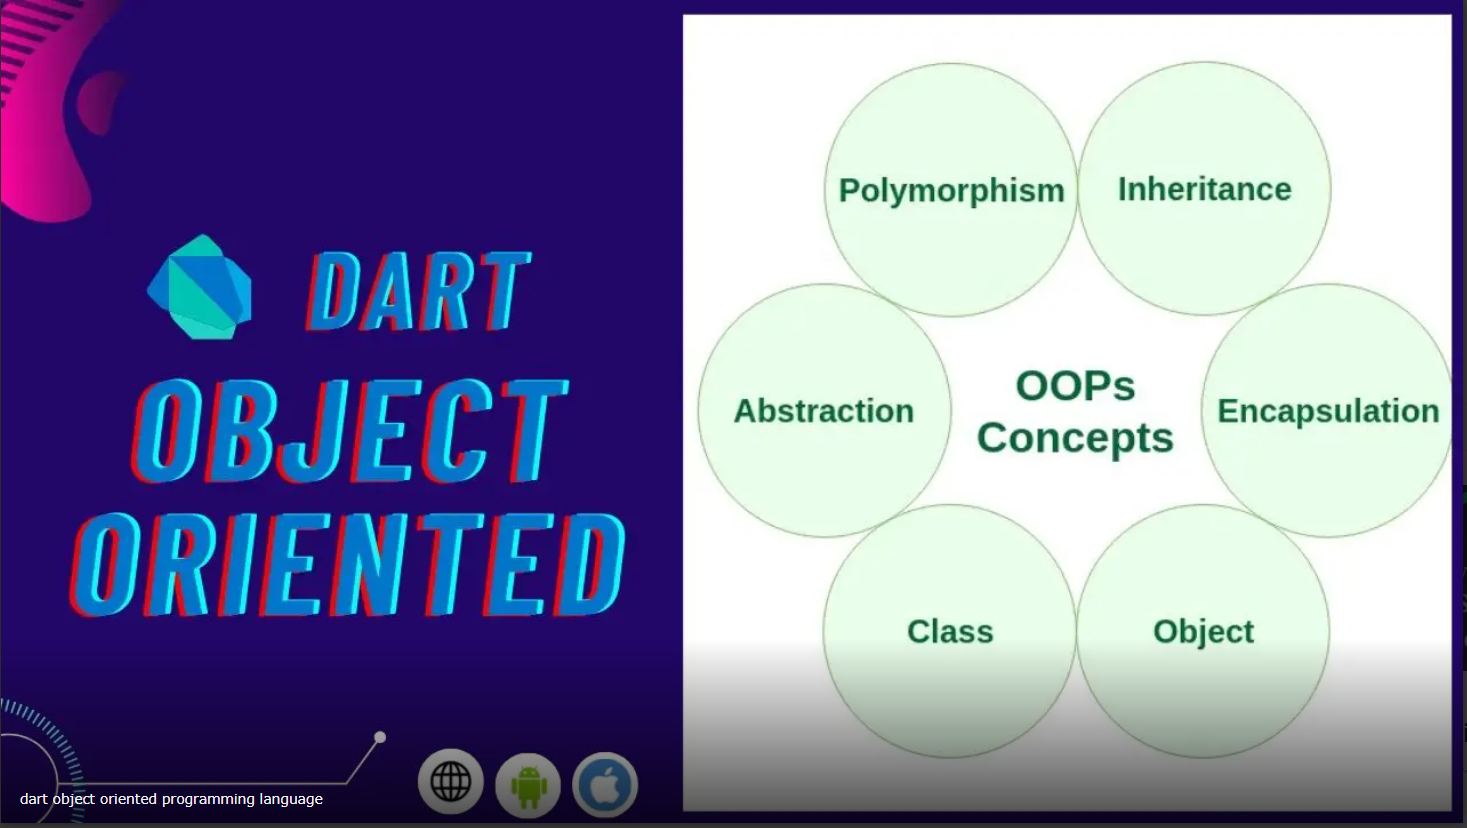 DART
OBJECT
ORIENTED
Polymorphism
Inheritance
Abstraction
OOPs
Concepts
Encapsulation
Class
Object
dart object oriented programming language